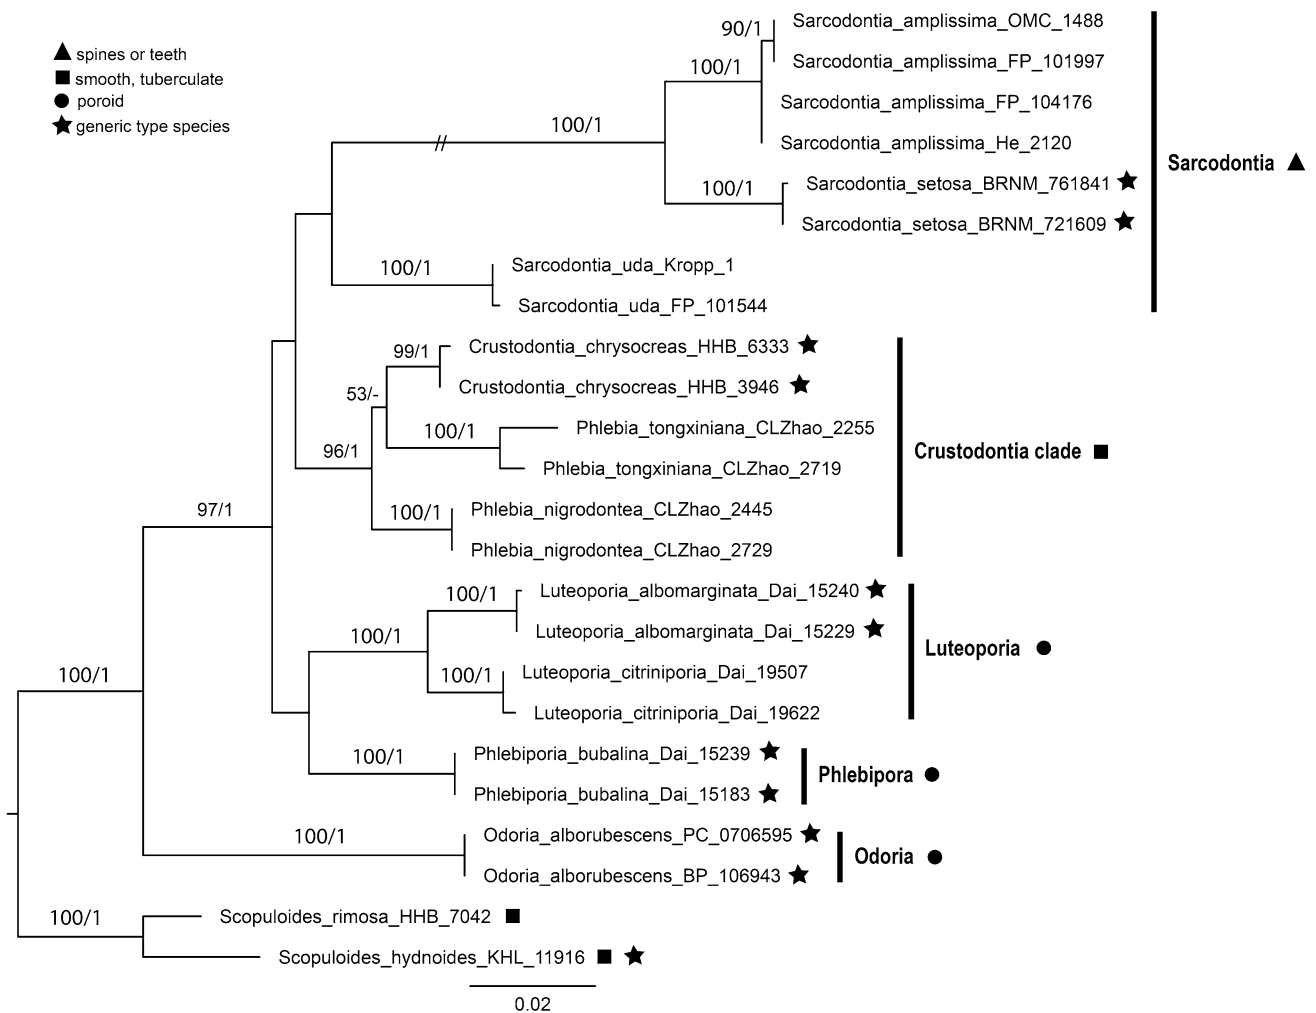 spines or teeth
smooth, tuberculate
poroid
generic type species
90/1
Sarcodontia_amplissima_OMC_1488
Sarcodontia_amplissima_FP_101997
100/1
Sarcodontia_amplissima_FP_104176
100/1
//
Sarcodontia_amplissima_He_2120
Sarcodontia
100/1
Sarcodontia_setosa_BRNM_761841
Sarcodontia_setosa_BRNM_721609
100/1
Sarcodontia_uda_Kropp_1
Sarcodontia_uda_FP_101544
99/1
Crustodontia_chrysocreas_HHB_6333
53/-
Crustodontia_chrysocreas_HHB_3946
100/1
Phlebia_tongxiniana_CLZhao_2255
96/1
Crustodontia clade
Phlebia_tongxiniana_CLZhao_2719
97/1
100/1
Phlebia_nigrodontea_CLZhao_2445
Phlebia_nigrodontea_CLZhao_2729
100/1
Luteoporia_albomarginata_Dai_15240
100/1
Luteoporia_albomarginata_Dai_15229
Luteoporia
100/1
100/1
Luteoporia_citriniporia_Dai_19507
Luteoporia_citriniporia_Dai_19622
100/1
Phlebiporia_bubalina_Dai_15239
Phlebipora
Phlebiporia_bubalina_Dai_15183
100/1
Odoria_alborubescens_PC_0706595
Odoria
Odoria_alborubescens_BP_106943
100/1
Scopuloides_rimosa_HHB_7042
Scopuloides_hydnoides_KHL_11916
0.02